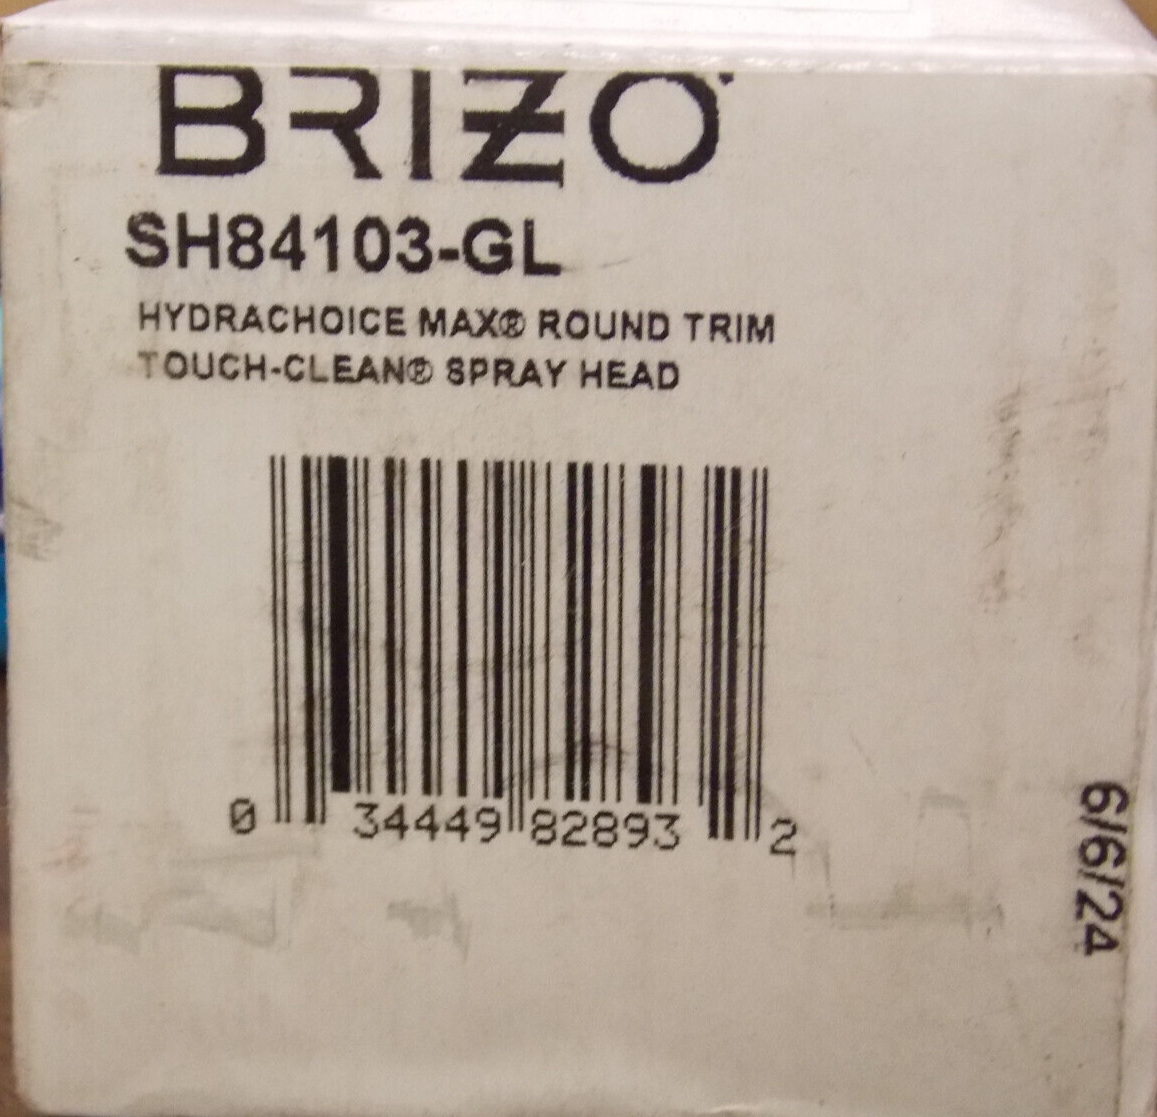 BRIZO
SH84103-GL
HYDRACHOICE MAX® ROUND TRIM
TOUCH-CLEAN® SPRAY HEAD
0 34449 82893 2
6/6/24